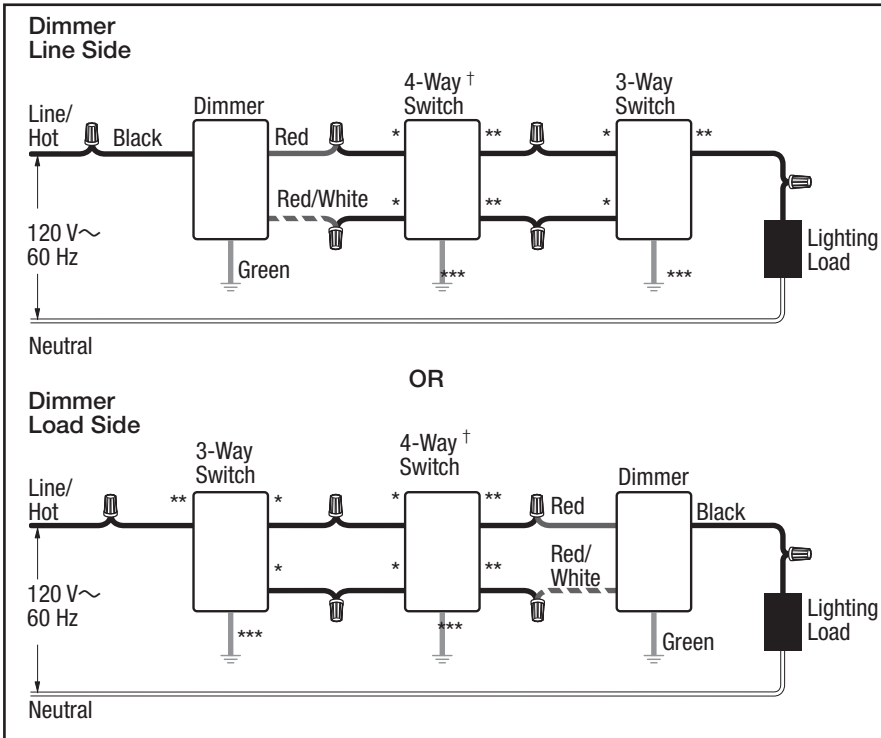 Dimmer
Line Side
4-Way †
Switch
3-Way
Switch
Dimmer
Line/
Hot
Black
Red
*
**
*
**
Red/White
*
**
*
120 V~
60 Hz
Green
***
***
Lighting
Load
Neutral
OR
Dimmer
Load Side
3-Way
Switch
4-Way †
Switch
Dimmer
Line/
Hot
**
*
*
**
Red
Black
*
*
**
Red/
White
120 V~
60 Hz
***
***
Green
Lighting
Load
Neutral